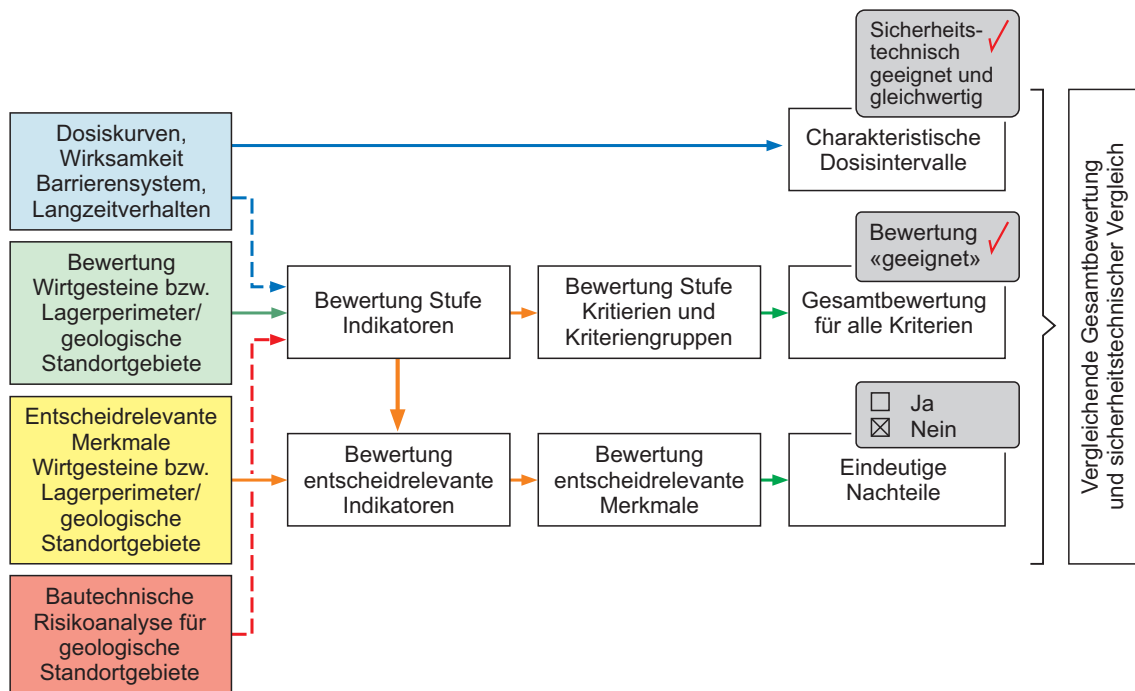 Sicherheits-
technisch
geeignet und
gleichwertig
Dosiskurven,
Wirksamkeit
Barrierensystem,
Langzeitverhalten
Charakteristische
Dosisintervalle
Bewertung
Wirtgesteine bzw.
Lagerperimeter/
geologische
Standortgebiete
Bewertung Stufe
Indikatoren
Bewertung Stufe
Kritierien und
Kriteriengruppen
Bewertung
«geeignet»
Gesamtbewertung
für alle Kriterien
Entscheidrelevante
Merkmale
Wirtgesteine bzw.
Lagerperimeter/
geologische
Standortgebiete
Bewertung
entscheidrelevante
Indikatoren
Bewertung
entscheidrelevante
Merkmale
Ja
Nein
Eindeutige
Nachteile
Bautechnische
Risikoanalyse für
geologische
Standortgebiete
Vergleichende Gesamtbewertung
und sicherheitstechnischer Vergleich